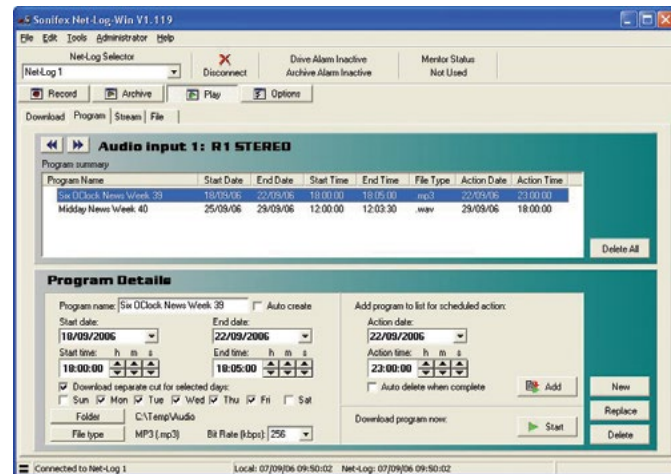 Sonifex Net-Log-Win V1.119
File Edit Tools Administrator Help
Net-Log Selector
Net-Log 1
Disconnect
Drive Alarm Inactive
Archive Alarm Inactive
Mentor Status
Not Used
Record Archive Play Options
Download Program Stream File
Audio input 1: R1 STEREO
Program summary
Program Name Start Date End Date Start Time End Time File Type Action Date Action Time
Six OClock News Week 39 18/09/06 22/09/06 18:00:00 18:05:00 .mp3 22/09/06 23:00:00
Midday News Week 40 25/09/06 29/09/06 12:00:00 12:03:30 .wav 29/09/06 18:00:00
Delete All
Program Details
Program name: Six OClock News Week 39 Auto create
Start date: End date:
18/09/2006 22/09/2006
Start time: h m s End time: h m s
18:00:00 18:05:00
Download separate cut for selected days:
Sun Mon Tue Wed Thu Fri Sat
Folder C:\Temp\Audio
File type MP3 (.mp3) Bit Rate (kbps): 256
Add program to list for scheduled action:
Action date:
22/09/2006
Action time: h m s
23:00:00
Auto delete when complete Add
Download program now: Start
New
Replace
Delete
Connected to Net-Log 1 Local: 07/09/06 09:50:02 Net-Log: 07/09/06 09:50:02